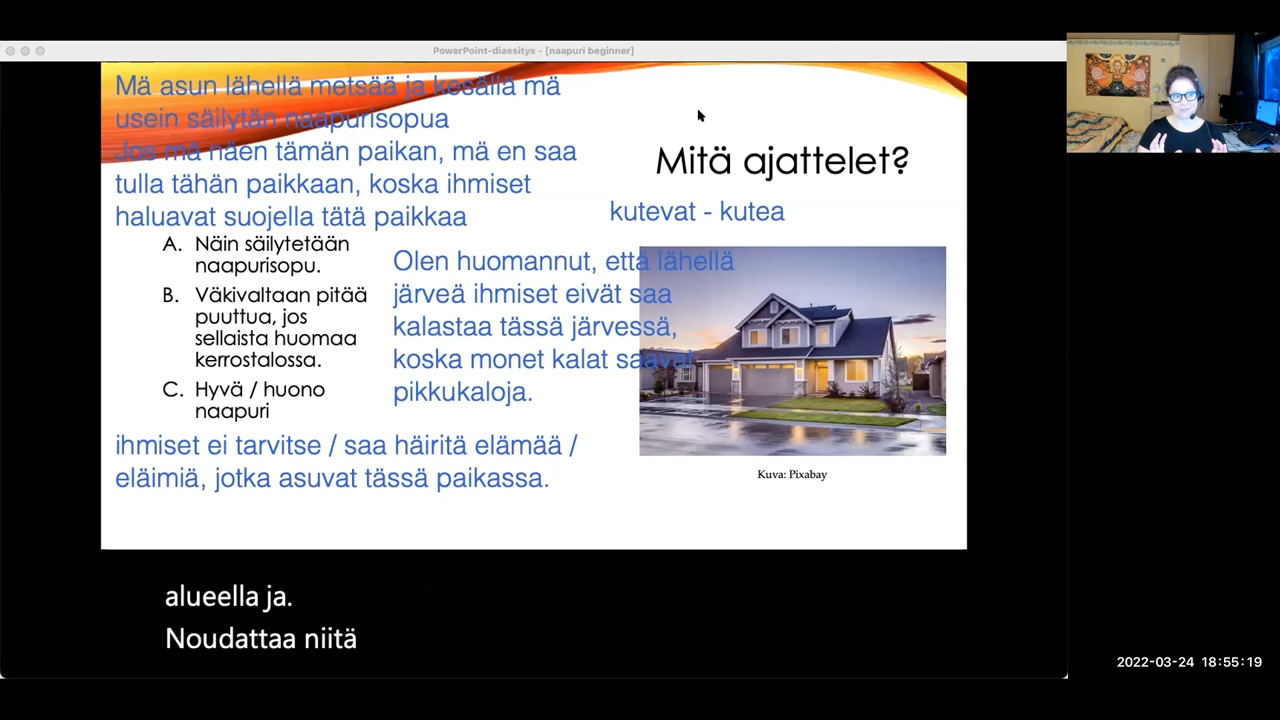 PowerPoint-diaesitys - [naapuri beginner]
Mä asun lähellä metsää ja kesällä mä
usein säilytän naapurisopua
Jos mä näen tämän paikan, mä en saa
tulla tähän paikkaan, koska ihmiset
haluavat suojella tätä paikkaa
Mitä ajattelet?
kutevat - kutea
A. Näin säilytetään
naapurisopu.
B. Väkivaltaan pitää
puuttua, jos
sellaista huomaa
kerrostalossa.
C. Hyvä / huono
naapuri
Olen huomannut, että lähellä
järveä ihmiset eivät saa
kalastaa tässä järvessä,
koska monet kalat saavat
pikkukaloja.
ihmiset ei tarvitse / saa häiritä elämää /
eläimiä, jotka asuvat tässä paikassa.
Kuva: Pixabay
alueella ja.
Noudattaa niitä
2022-03-24 18:55:19